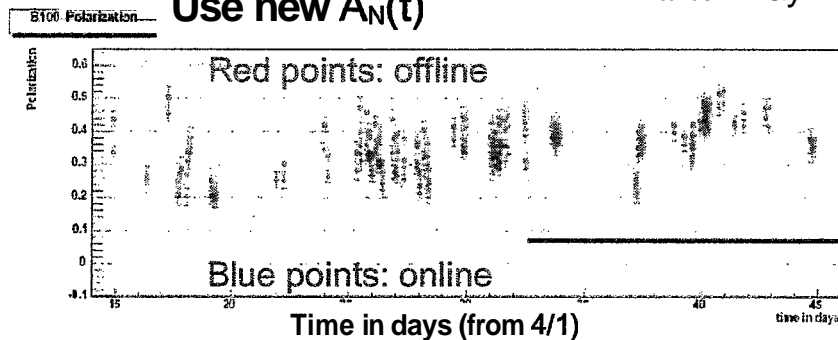 Use new A_N(t)
B100 Polarization
Polarization
0.6
Red points: offline
0.5
0.4
0.3
0.2
0.1
0
Blue points: online
-0.1
15
20
40
45
Time in days (from 4/1)
time in days